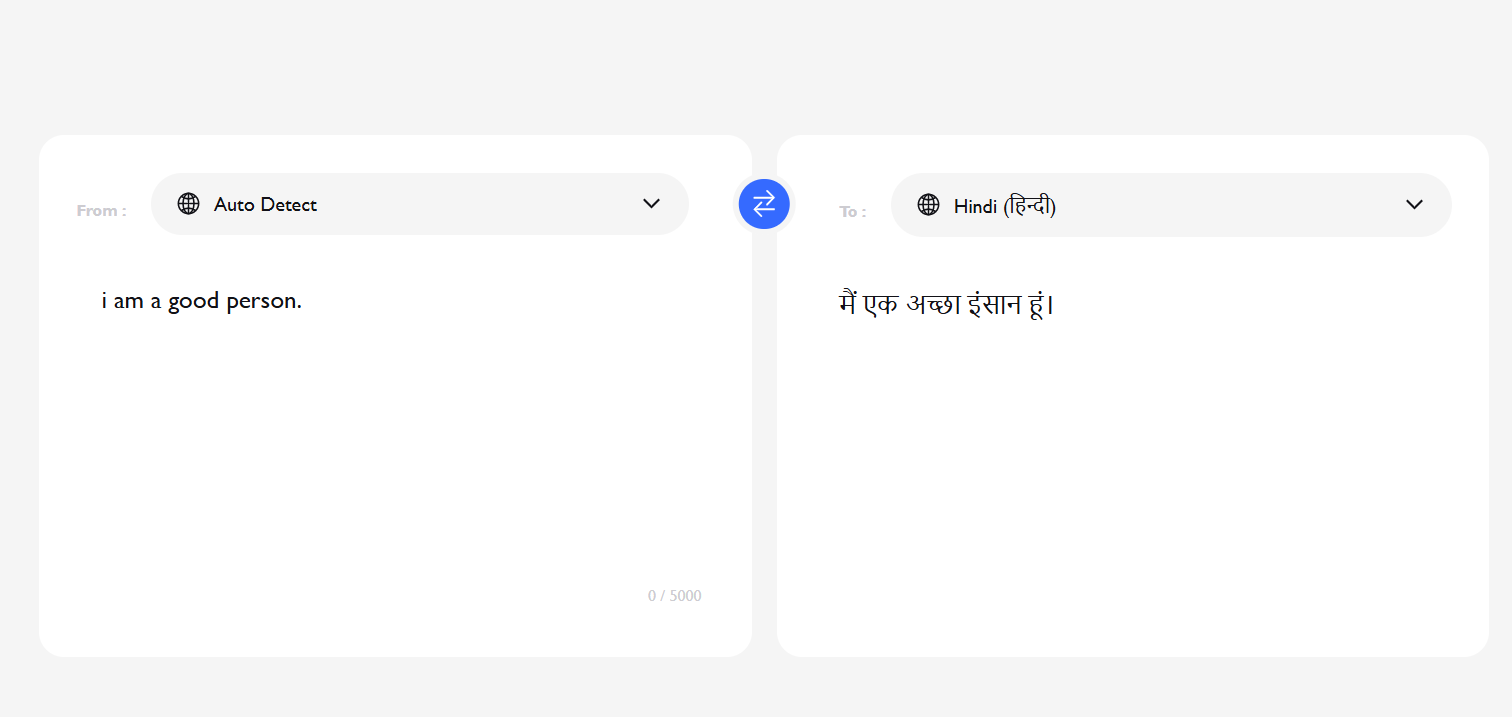 From :
Auto Detect
To :
Hindi (हिन्दी)
i am a good person.
मैं एक अच्छा इंसान हूं।
0 / 5000